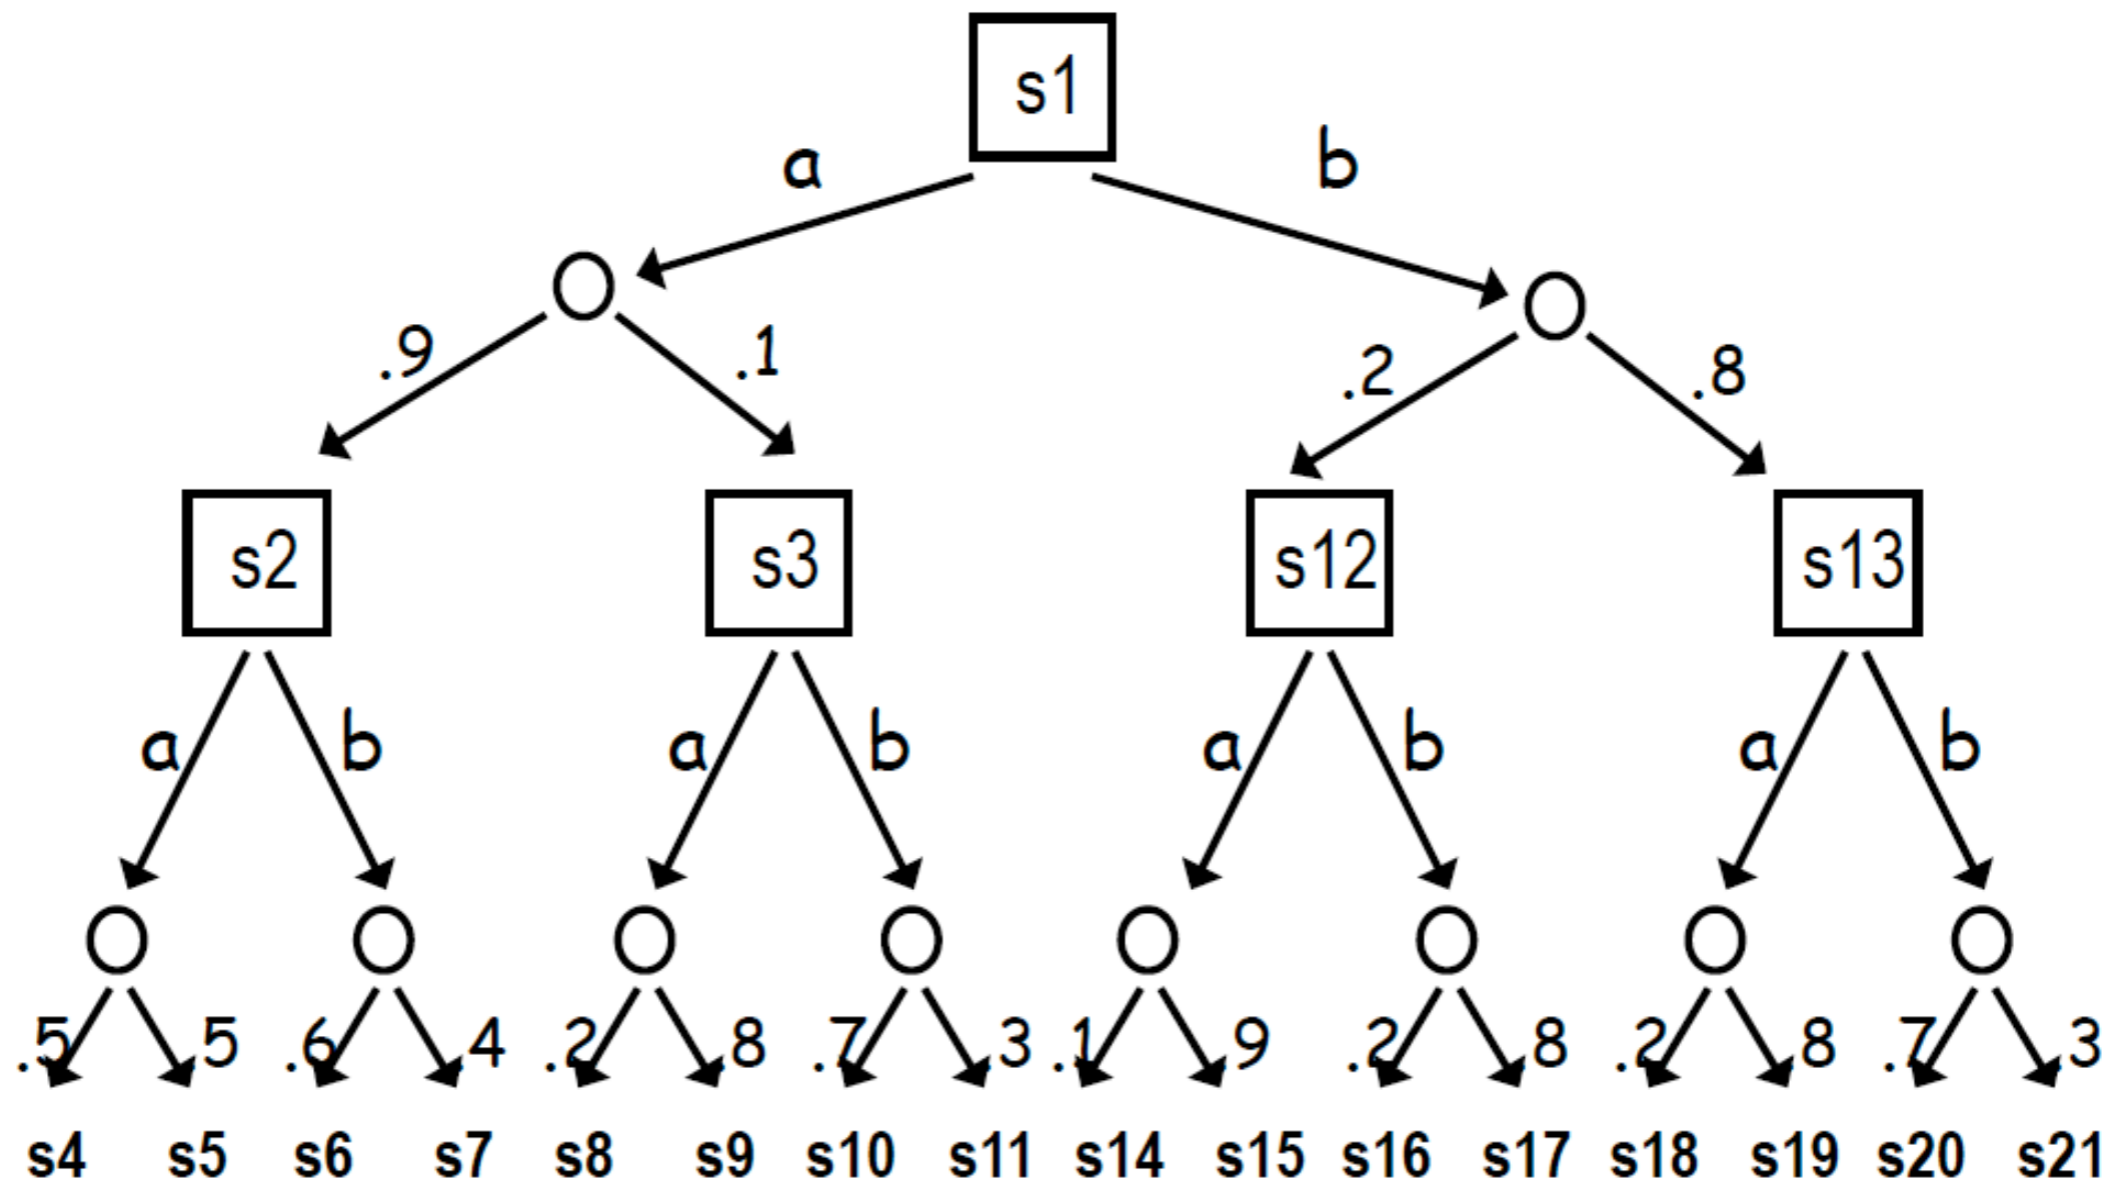 s1
a b
.9 .1 .2 .8
s2 s3 s12 s13
a b a b a b a b
.5 .5 .6 .4 .2 .8 .7 .3 .1 .9 .2 .8 .2 .8 .7 .3
s4 s5 s6 s7 s8 s9 s10 s11 s14 s15 s16 s17 s18 s19 s20 s21